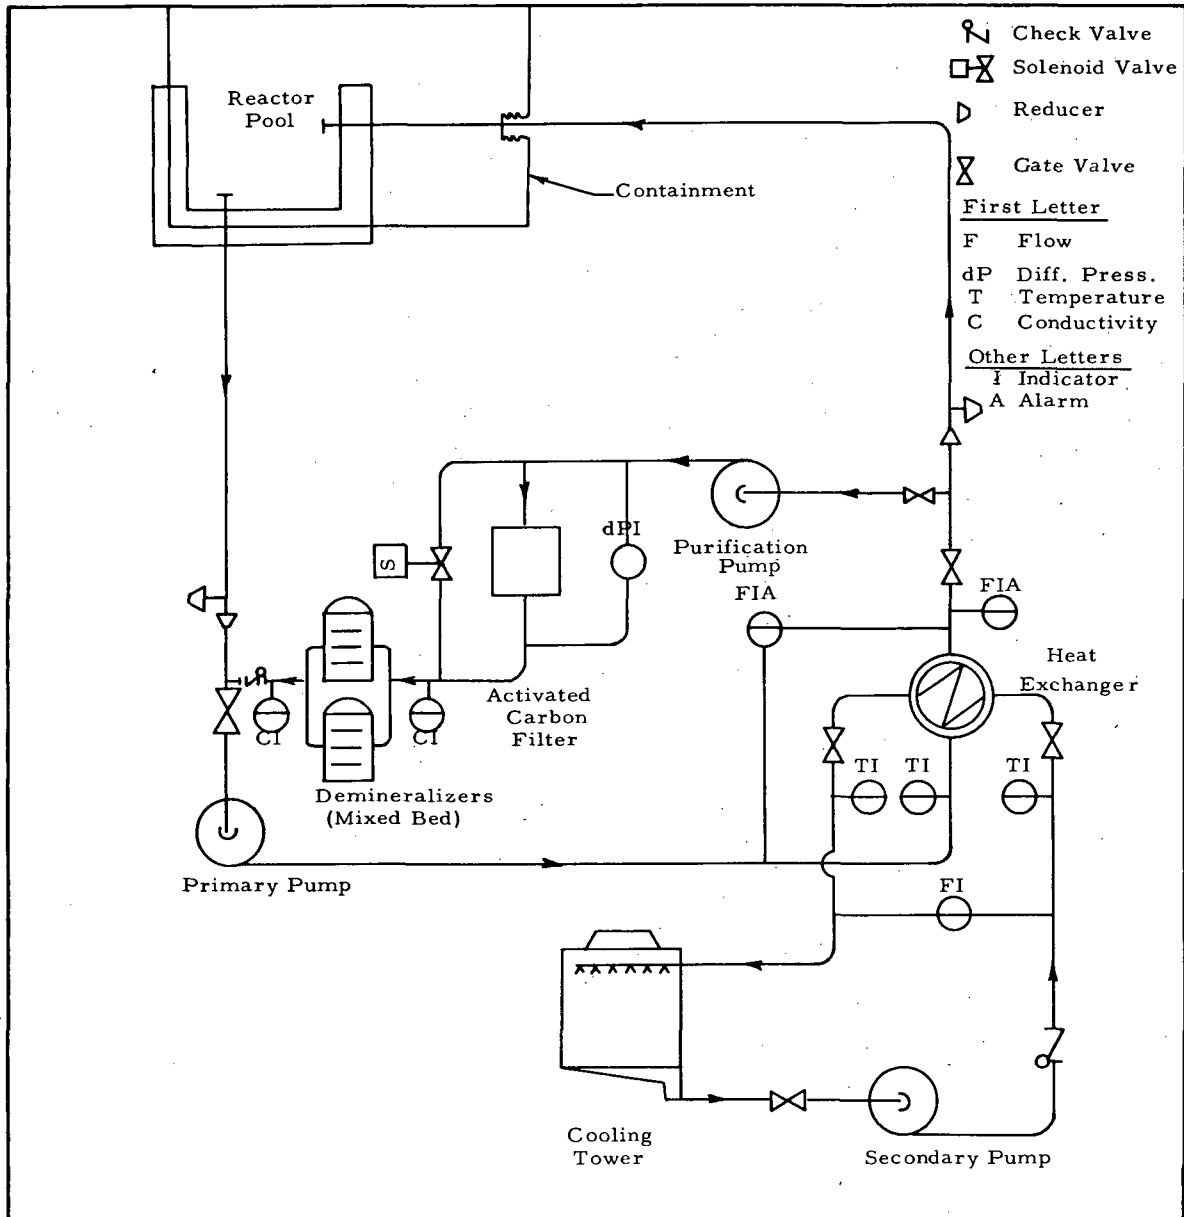 Check Valve
Solenoid Valve
Reducer
Gate Valve
First Letter
F Flow
dP Diff. Press.
T Temperature
C Conductivity
Other Letters
I Indicator
A Alarm
Reactor
Pool
Containment
dPI
S
Purification
Pump
FIA
FIA
Heat
Exchanger
Activated
Carbon
Filter
CI
CI
TI
TI
TI
Demineralizers
(Mixed Bed)
Primary Pump
FI
Cooling
Tower
Secondary Pump